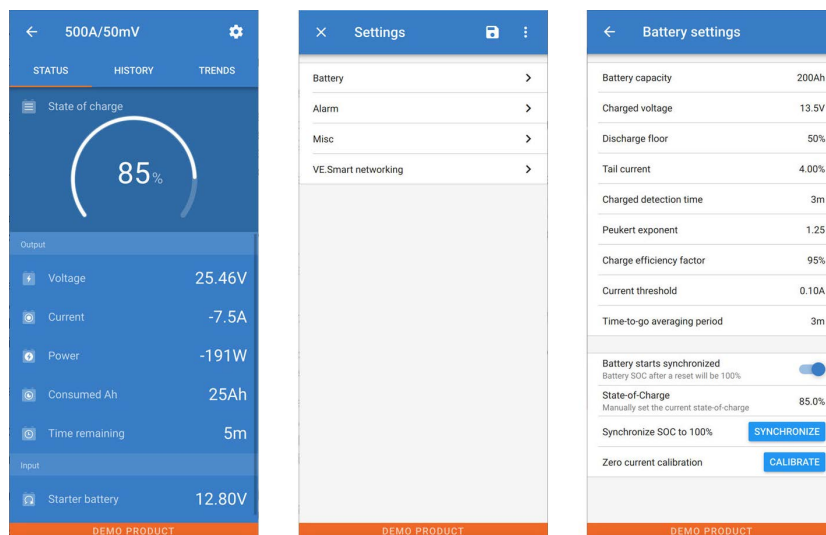 500A/50mV
STATUS HISTORY TRENDS
State of charge
85%
Output
Voltage 25.46V
Current -7.5A
Power -191W
Consumed Ah 25Ah
Time remaining 5m
Input
Starter battery 12.80V
DEMO PRODUCT
Settings
Battery
Alarm
Misc
VE.Smart networking
DEMO PRODUCT
Battery settings
Battery capacity 200Ah
Charged voltage 13.5V
Discharge floor 50%
Tail current 4.00%
Charged detection time 3m
Peukert exponent 1.25
Charge efficiency factor 95%
Current threshold 0.10A
Time-to-go averaging period 3m
Battery starts synchronized
Battery SOC after a reset will be 100%
State-of-Charge 85.0%
Manually set the current state-of-charge
Synchronize SOC to 100% SYNCHRONIZE
Zero current calibration CALIBRATE
DEMO PRODUCT